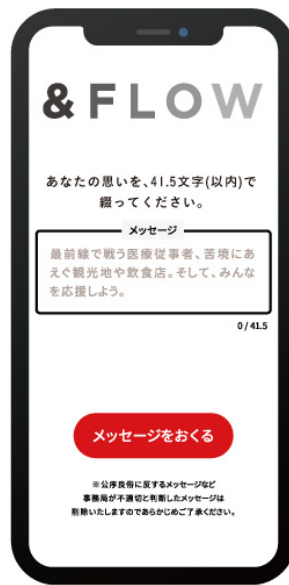 &FLOW
あなたの思いを、41.5文字(以内)で
綴ってください。
メッセージ
最前線で戦う医療従事者、苦境にあ
えぐ観光地や飲食店。そして、みんな
を応援しよう。
0/41.5
メッセージをおくる
※公序良俗に反するメッセージなど
事務局が不適切と判断したメッセージは
削除いたしますのであらかじめご了承ください。